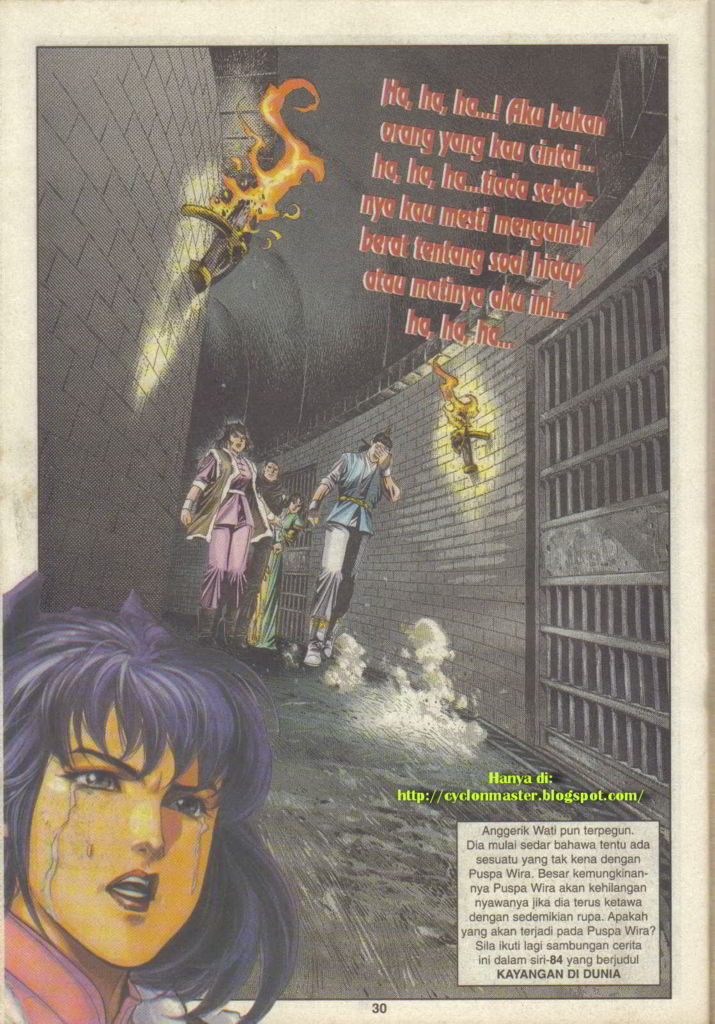 Ha, ha, ha...! Aku bukan
orang yang kau cintai...
ha, ha, ha...tiada sebab-
nya kau mesti mengambil
berat tentang soal hidup
atau matinya aku ini...
ha, ha, ha...
Hanya di:
http://cyclonmaster.blogspot.com/
Anggerik Wati pun terpegun.
Dia mulai sedar bahawa tentu ada
sesuatu yang tak kena dengan
Puspa Wira. Besar kemungkinan-
nya Puspa Wira akan kehilangan
nyawanya jika dia terus ketawa
dengan sedemikian rupa. Apakah
yang akan terjadi pada Puspa Wira?
Sila ikuti lagi sambungan cerita
ini dalam siri-84 yang berjudul
KAYANGAN DI DUNIA
30